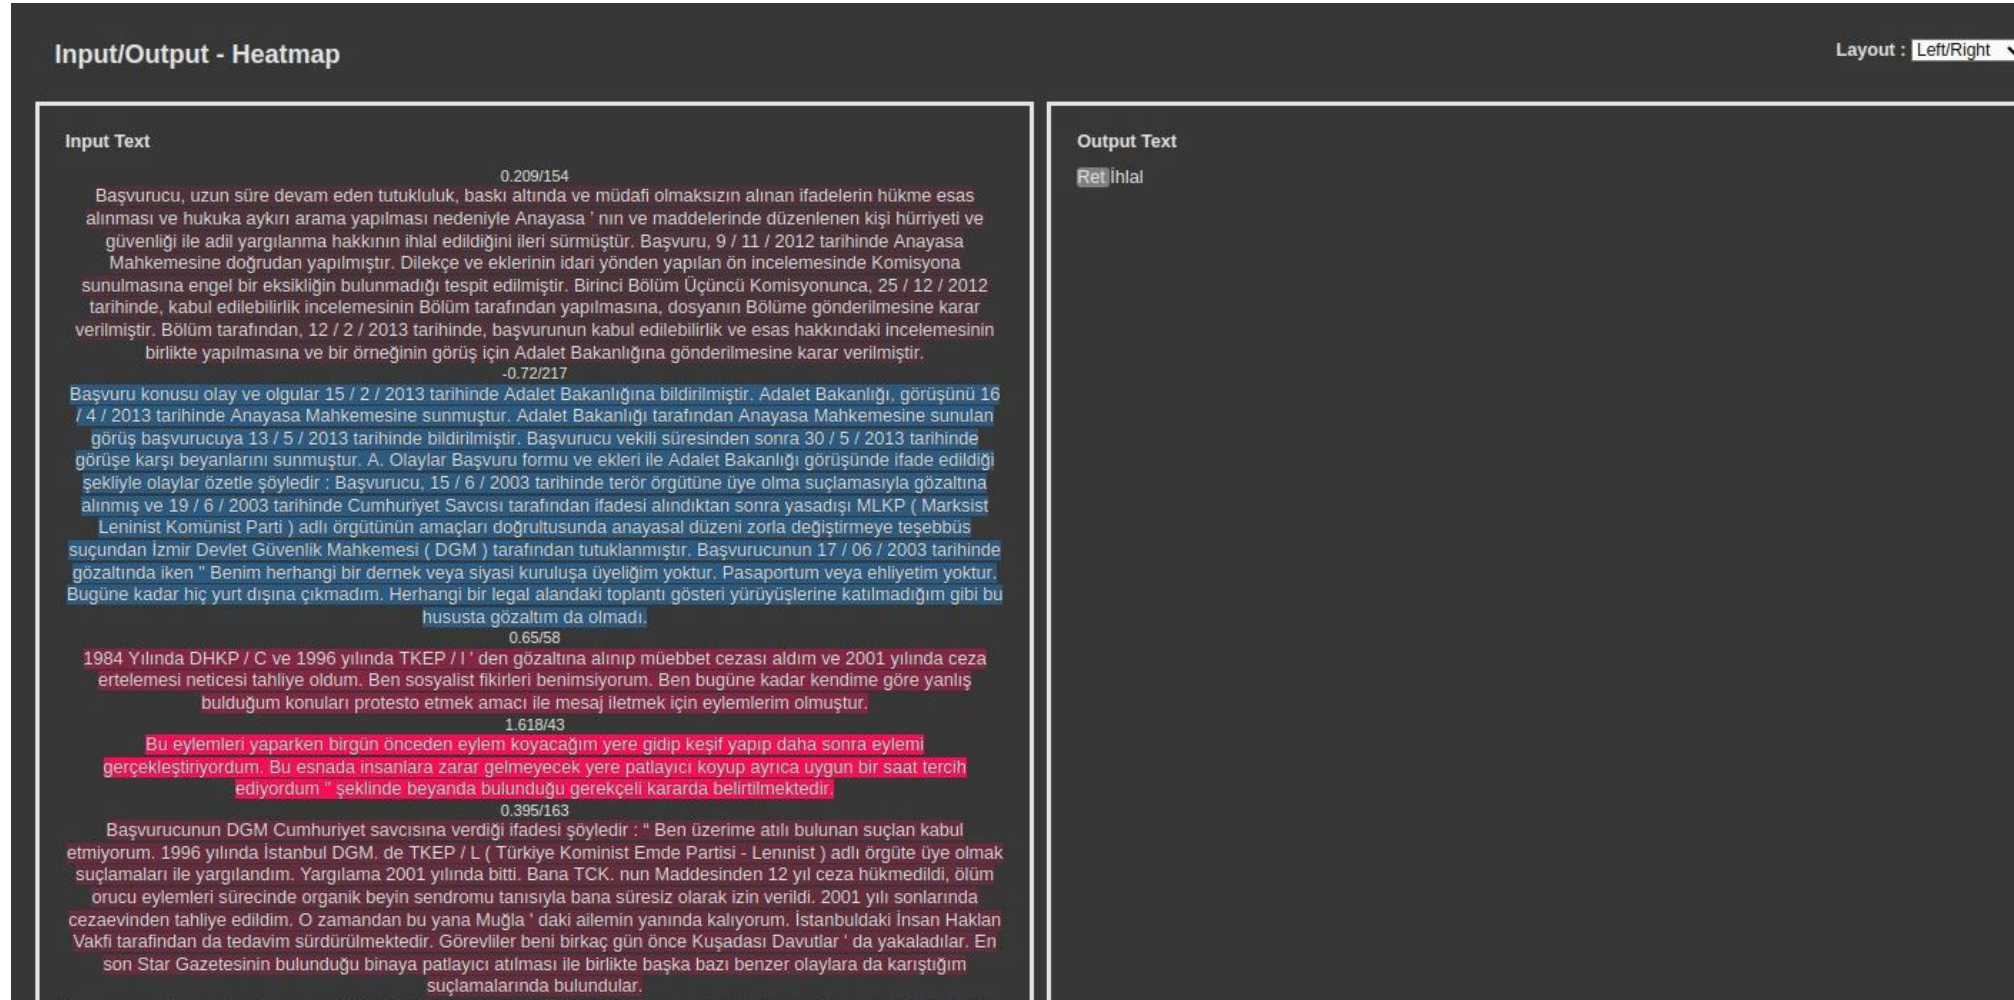 Input/Output - Heatmap
Layout : Left/Right
Input Text
0.209/154
Başvurucu, uzun süre devam eden tutukluluk, baskı altında ve müdafi olmaksızın alınan ifadelerin hükme esas
alınması ve hukuka aykırı arama yapılması nedeniyle Anayasa ' nın ve maddelerinde düzenlenen kişi hürriyeti ve
güvenliği ile adil yargılanma hakkının ihlal edildiğini ileri sürmüştür. Başvuru, 9 / 11 / 2012 tarihinde Anayasa
Mahkemesine doğrudan yapılmıştır. Dilekçe ve eklerinin idari yönden yapılan ön incelemesinde Komisyona
sunulmasına engel bir eksikliğin bulunmadığı tespit edilmiştir. Birinci Bölüm Üçüncü Komisyonunca, 25 / 12 / 2012
tarihinde, kabul edilebilirlik incelemesinin Bölüm tarafından yapılmasına, dosyanın Bölüme gönderilmesine karar
verilmiştir. Bölüm tarafından, 12 / 2 / 2013 tarihinde, başvurunun kabul edilebilirlik ve esas hakkındaki incelemesinin
birlikte yapılmasına ve bir örneğinin görüş için Adalet Bakanlığına gönderilmesine karar verilmiştir.
-0.72/217
Başvuru konusu olay ve olgular 15 / 2 / 2013 tarihinde Adalet Bakanlığına bildirilmiştir. Adalet Bakanlığı, görüşünü 16
/ 4 / 2013 tarihinde Anayasa Mahkemesine sunmuştur. Adalet Bakanlığı tarafından Anayasa Mahkemesine sunulan
görüş başvurucuya 13 / 5 / 2013 tarihinde bildirilmiştir. Başvurucu vekili süresinden sonra 30 / 5 / 2013 tarihinde
görüşe karşı beyanlarını sunmuştur. A. Olaylar Başvuru formu ve ekleri ile Adalet Bakanlığı görüşünde ifade edildiği
şekliyle olaylar özetle şöyledir : Başvurucu, 15 / 6 / 2003 tarihinde terör örgütüne üye olma suçlamasıyla gözaltına
alınmış ve 19 / 6 / 2003 tarihinde Cumhuriyet Savcısı tarafından ifadesi alındıktan sonra yasadışı MLKP ( Marksist
Leninist Komünist Parti ) adlı örgütünün amaçları doğrultusunda anayasal düzeni zorla değiştirmeye teşebbüs
suçundan İzmir Devlet Güvenlik Mahkemesi ( DGM ) tarafından tutuklanmıştır. Başvurucunun 17 / 06 / 2003 tarihinde
gözaltında iken " Benim herhangi bir dernek veya siyasi kuruluşa üyeliğim yoktur. Pasaportum veya ehliyetim yoktur.
Bugüne kadar hiç yurt dışına çıkmadım. Herhangi bir legal alandaki toplantı gösteri yürüyüşlerine katılmadığım gibi bu
hususta gözaltım da olmadı.
0.65/58
1984 Yılında DHKP / C ve 1996 yılında TKEP / l ' den gözaltına alınıp müebbet cezası aldım ve 2001 yılında ceza
ertelemesi neticesi tahliye oldum. Ben sosyalist fikirleri benimsiyorum. Ben bugüne kadar kendime göre yanlış
bulduğum konuları protesto etmek amacı ile mesaj iletmek için eylemlerim olmuştur.
1.618/43
Bu eylemleri yaparken birgün önceden eylem koyacağım yere gidip keşif yapıp daha sonra eylemi
gerçekleştiriyordum. Bu esnada insanlara zarar gelmeyecek yere patlayıcı koyup ayrıca uygun bir saat tercih
ediyordum " şeklinde beyanda bulunduğu gerekçeli kararda belirtilmektedir.
0.395/163
Başvurucunun DGM Cumhuriyet savcısına verdiği ifadesi şöyledir : “ Ben üzerime atılı bulunan suçlan kabul
etmiyorum. 1996 yılında İstanbul DGM. de TKEP / L ( Türkiye Kominist Emde Partisi - Lenınist ) adlı örgüte üye olmak
suçlamaları ile yargılandım. Yargılama 2001 yılında bitti. Bana TCK. nun Maddesinden 12 yıl ceza hükmedildi, ölüm
orucu eylemleri sürecinde organik beyin sendromu tanısıyla bana süresiz olarak izin verildi. 2001 yılı sonlarında
cezaevinden tahliye edildim. O zamandan bu yana Muğla ' daki ailemin yanında kalıyorum. İstanbuldaki İnsan Haklan
Vakfi tarafindan da tedavim sürdürülmektedir. Görevliler beni birkaç gün önce Kuşadası Davutlar ' da yakaladılar. En
son Star Gazetesinin bulunduğu binaya patlayıcı atılması ile birlikte başka bazı benzer olaylara da karıştığım
suçlamalarında bulundular.
Output Text
Ret İhlal